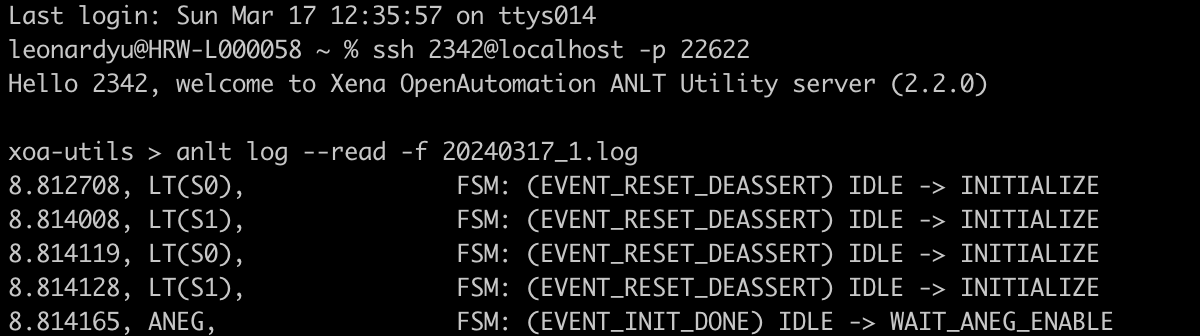 Last login: Sun Mar 17 12:35:57 on ttys014
leonardyu@HRW-L000058 ~ % ssh 2342@localhost -p 22622
Hello 2342, welcome to Xena OpenAutomation ANLT Utility server (2.2.0)
xoa-utils > anlt log --read -f 20240317_1.log
8.812708, LT(S0),               FSM: (EVENT_RESET_DEASSERT) IDLE -> INITIALIZE
8.814008, LT(S1),               FSM: (EVENT_RESET_DEASSERT) IDLE -> INITIALIZE
8.814119, LT(S0),               FSM: (EVENT_RESET_DEASSERT) IDLE -> INITIALIZE
8.814128, LT(S1),               FSM: (EVENT_RESET_DEASSERT) IDLE -> INITIALIZE
8.814165, ANEG,                 FSM: (EVENT_INIT_DONE) IDLE -> WAIT_ANEG_ENABLE